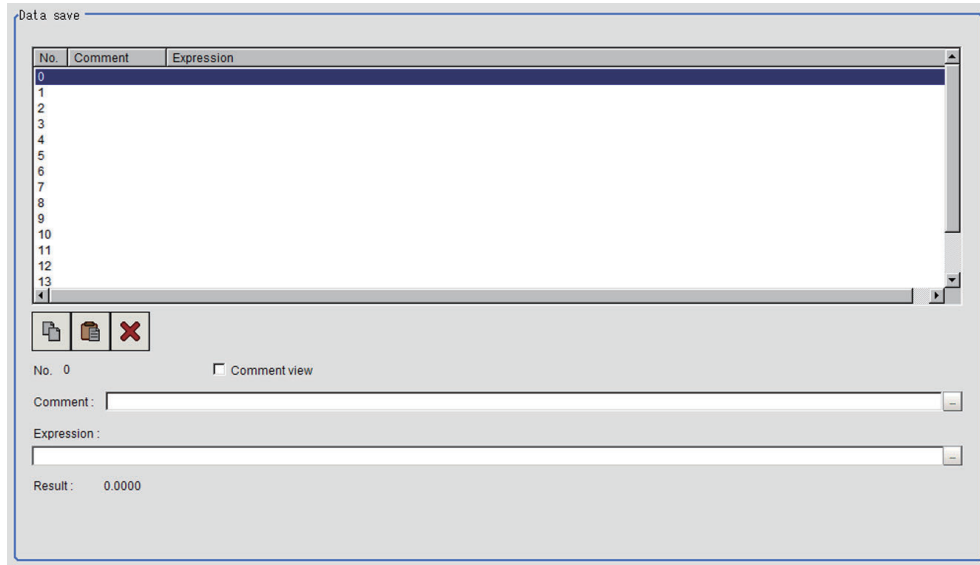 Data save
No. Comment Expression
0
1
2
3
4
5
6
7
8
9
10
11
12
13
No. 0 Comment view
Comment : ...
Expression :
...
Result : 0.0000